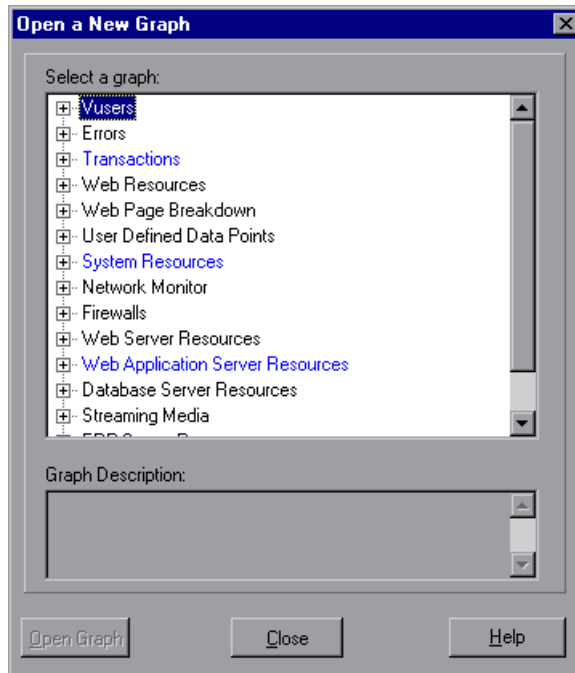 Open a New Graph
Select a graph:
Vusers
Errors
Transactions
Web Resources
Web Page Breakdown
User Defined Data Points
System Resources
Network Monitor
Firewalls
Web Server Resources
Web Application Server Resources
Database Server Resources
Streaming Media
Graph Description:
Open Graph
Close
Help